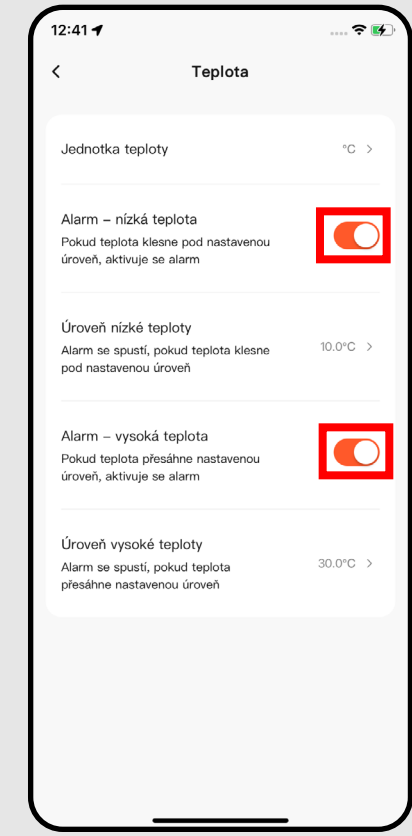 12:41
Teplota
Jednotka teploty
°C
Alarm – nízká teplota
Pokud teplota klesne pod nastavenou
úroveň, aktivuje se alarm
Úroveň nízké teploty
Alarm se spustí, pokud teplota klesne
pod nastavenou úroveň
10.0°C
Alarm – vysoká teplota
Pokud teplota přesáhne nastavenou
úroveň, aktivuje se alarm
Úroveň vysoké teploty
Alarm se spustí, pokud teplota
přesáhne nastavenou úroveň
30.0°C